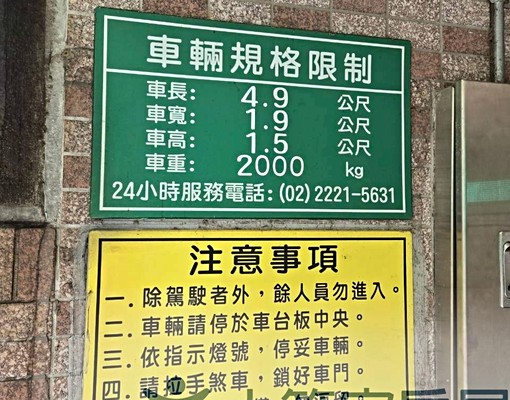 車輛規格限制
車長: 4.9 公尺
車寬: 1.9 公尺
車高: 1.5 公尺
車重: 2000 kg
24小時服務電話: (02) 2221-5631
注意事項
一. 除駕駛者外，餘人員勿進入。
二. 車輛請停於車台板中央。
三. 依指示燈號，停妥車輛。
四. 請拉手煞車，鎖好車門。